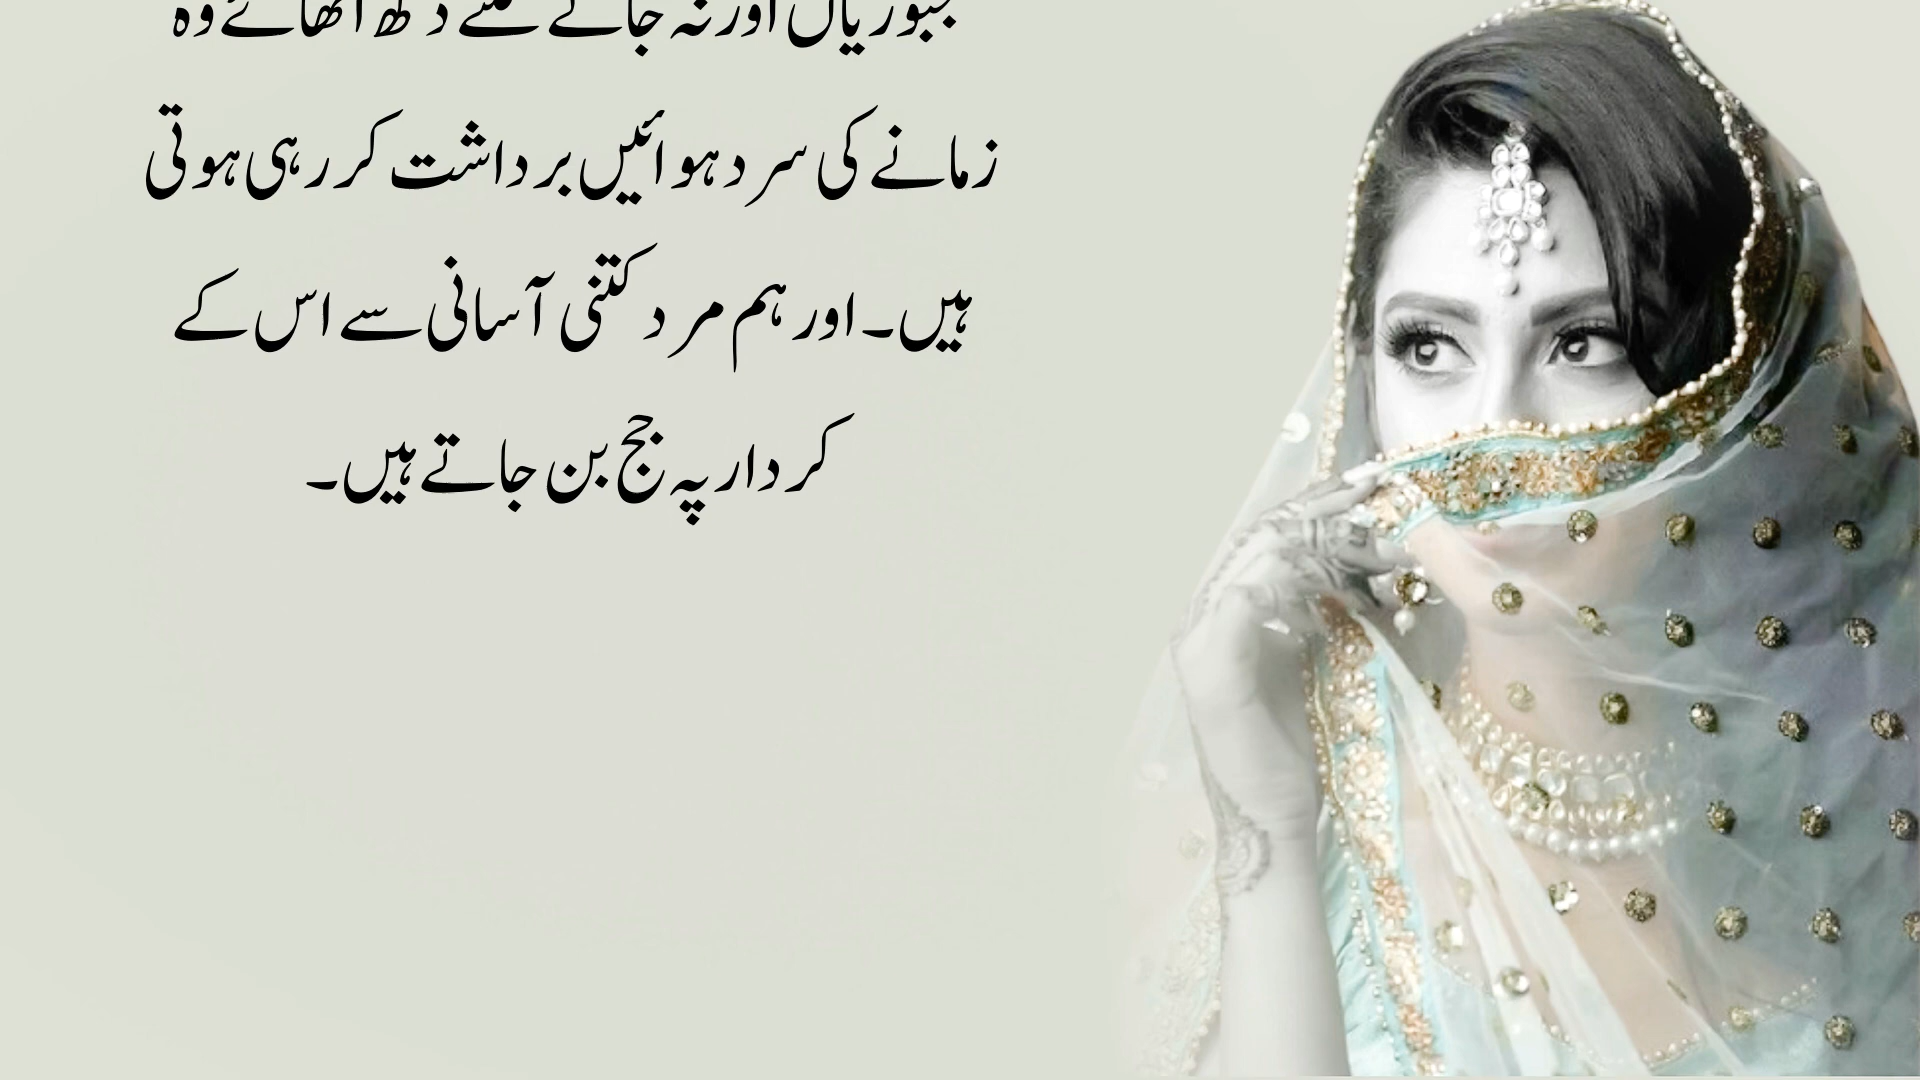 مجبوریاں اور نہ جانے کتنے دکھ اٹھائے وہ
زمانے کی سرد ہوائیں برداشت کر رہی ہوتی
ہیں۔ اور ہم مرد کتنی آسانی سے اس کے
کردار پہ جج بن جاتے ہیں۔